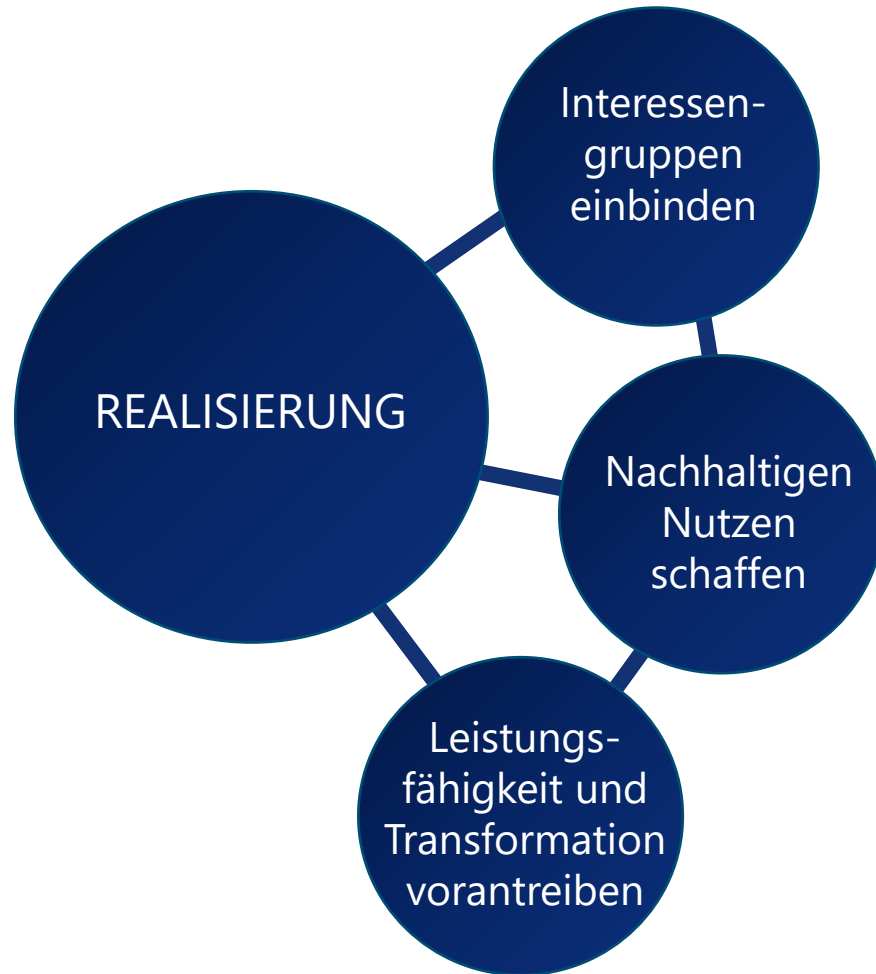 Interessen-
gruppen
einbinden
REALISIERUNG
Nachhaltigen
Nutzen
schaffen
Leistungs-
fähigkeit und
Transformation
vorantreiben